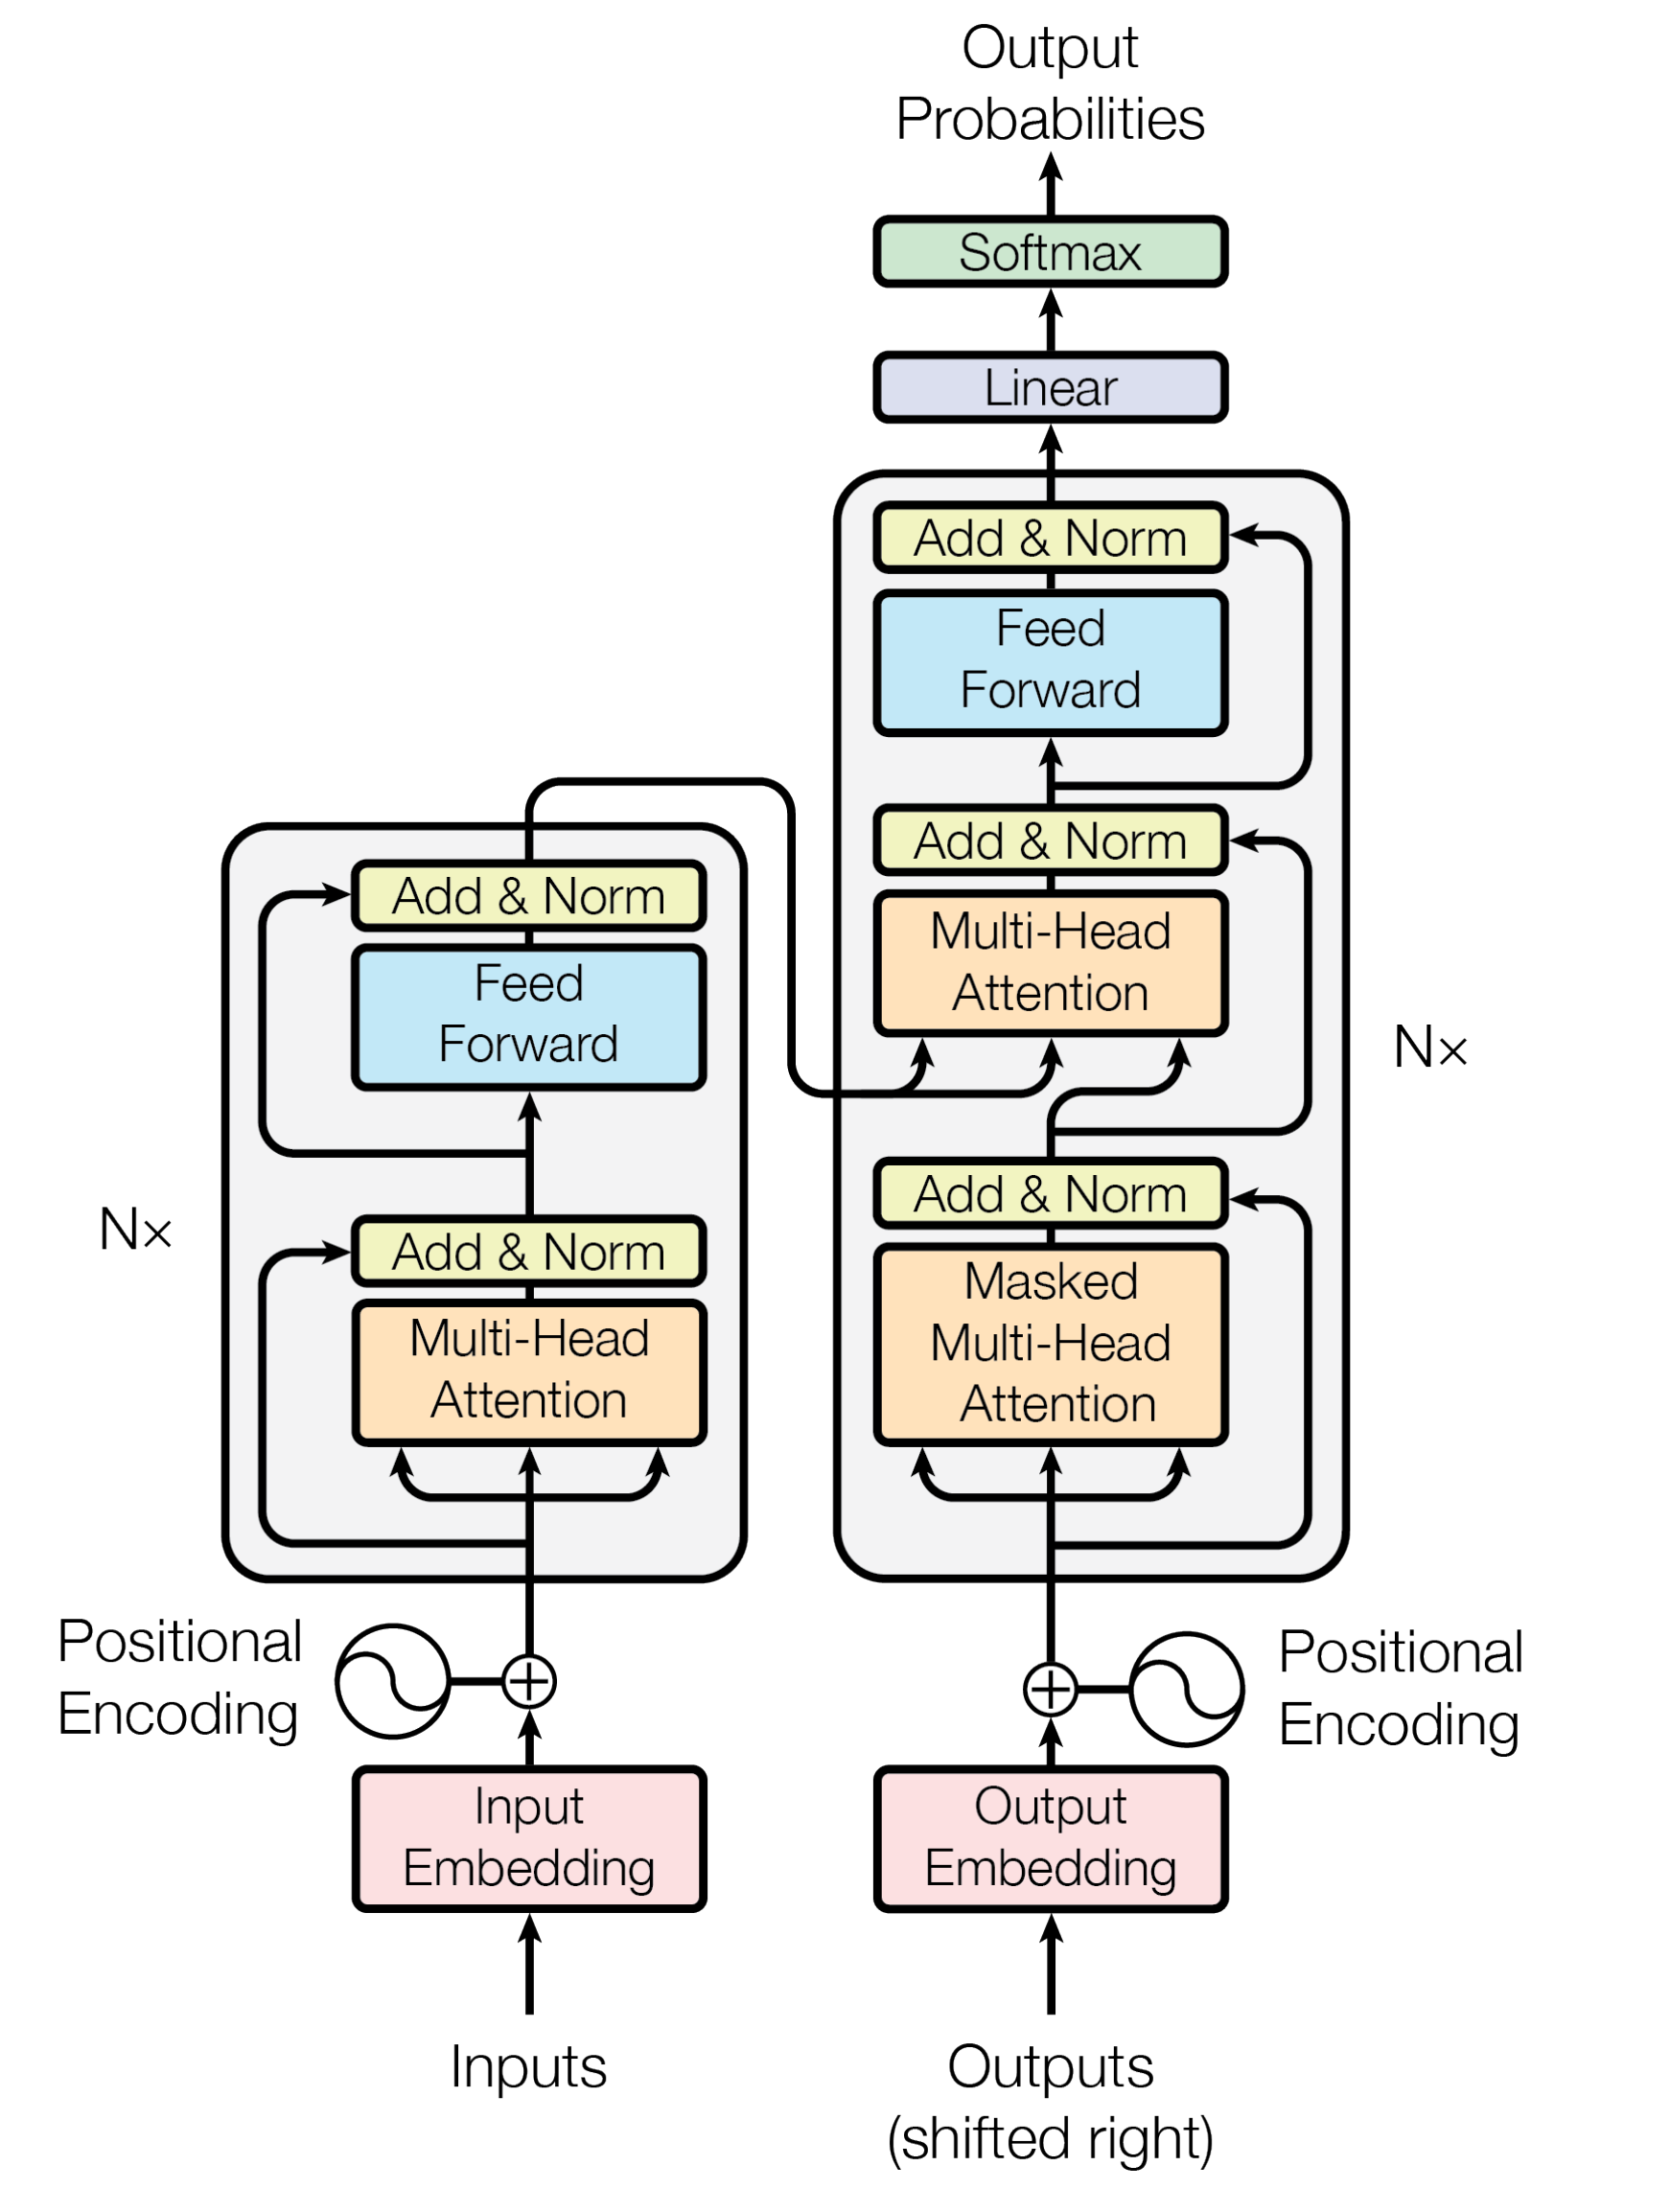 Output
Probabilities
Softmax
Linear
Add & Norm
Feed
Forward
Add & Norm
Multi-Head
Attention
N×
Add & Norm
Masked
Multi-Head
Attention
Add & Norm
Feed
Forward
N×
Add & Norm
Multi-Head
Attention
Positional
Encoding
Positional
Encoding
Input
Embedding
Output
Embedding
Inputs
Outputs
(shifted right)